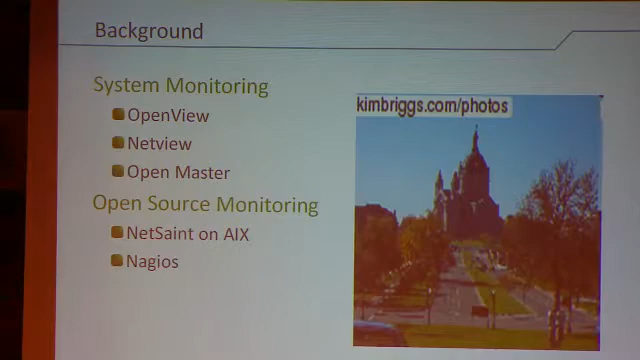 Background
System Monitoring
OpenView
Netview
Open Master
Open Source Monitoring
NetSaint on AIX
Nagios
kimbriggs.com/photos